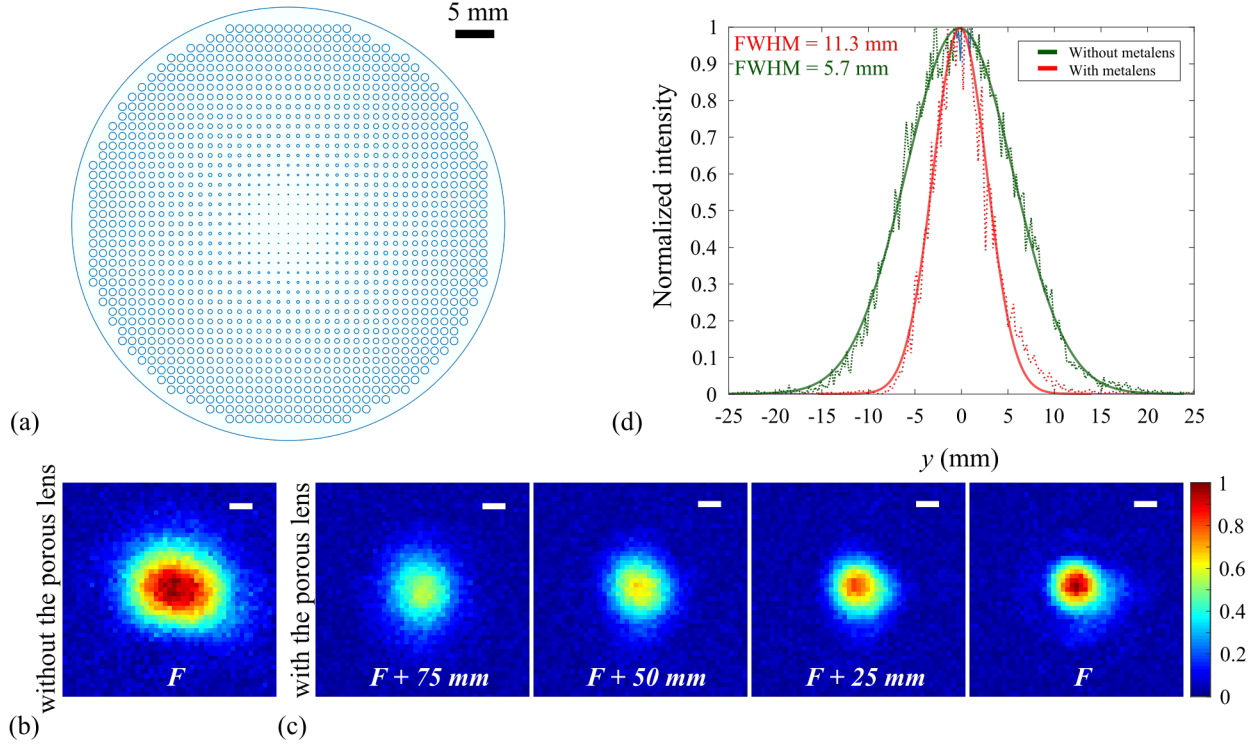 5 mm
(a)
FWHM = 11.3 mm
FWHM = 5.7 mm
Without metalens
With metalens
Normalized intensity
1
0.9
0.8
0.7
0.6
0.5
0.4
0.3
0.2
0.1
0
-25 -20 -15 -10 -5 0 5 10 15 20 25
y (mm)
(d)
without the porous lens
F
(b)
with the porous lens
F + 75 mm
F + 50 mm
F + 25 mm
F
(c)
1
0.8
0.6
0.4
0.2
0